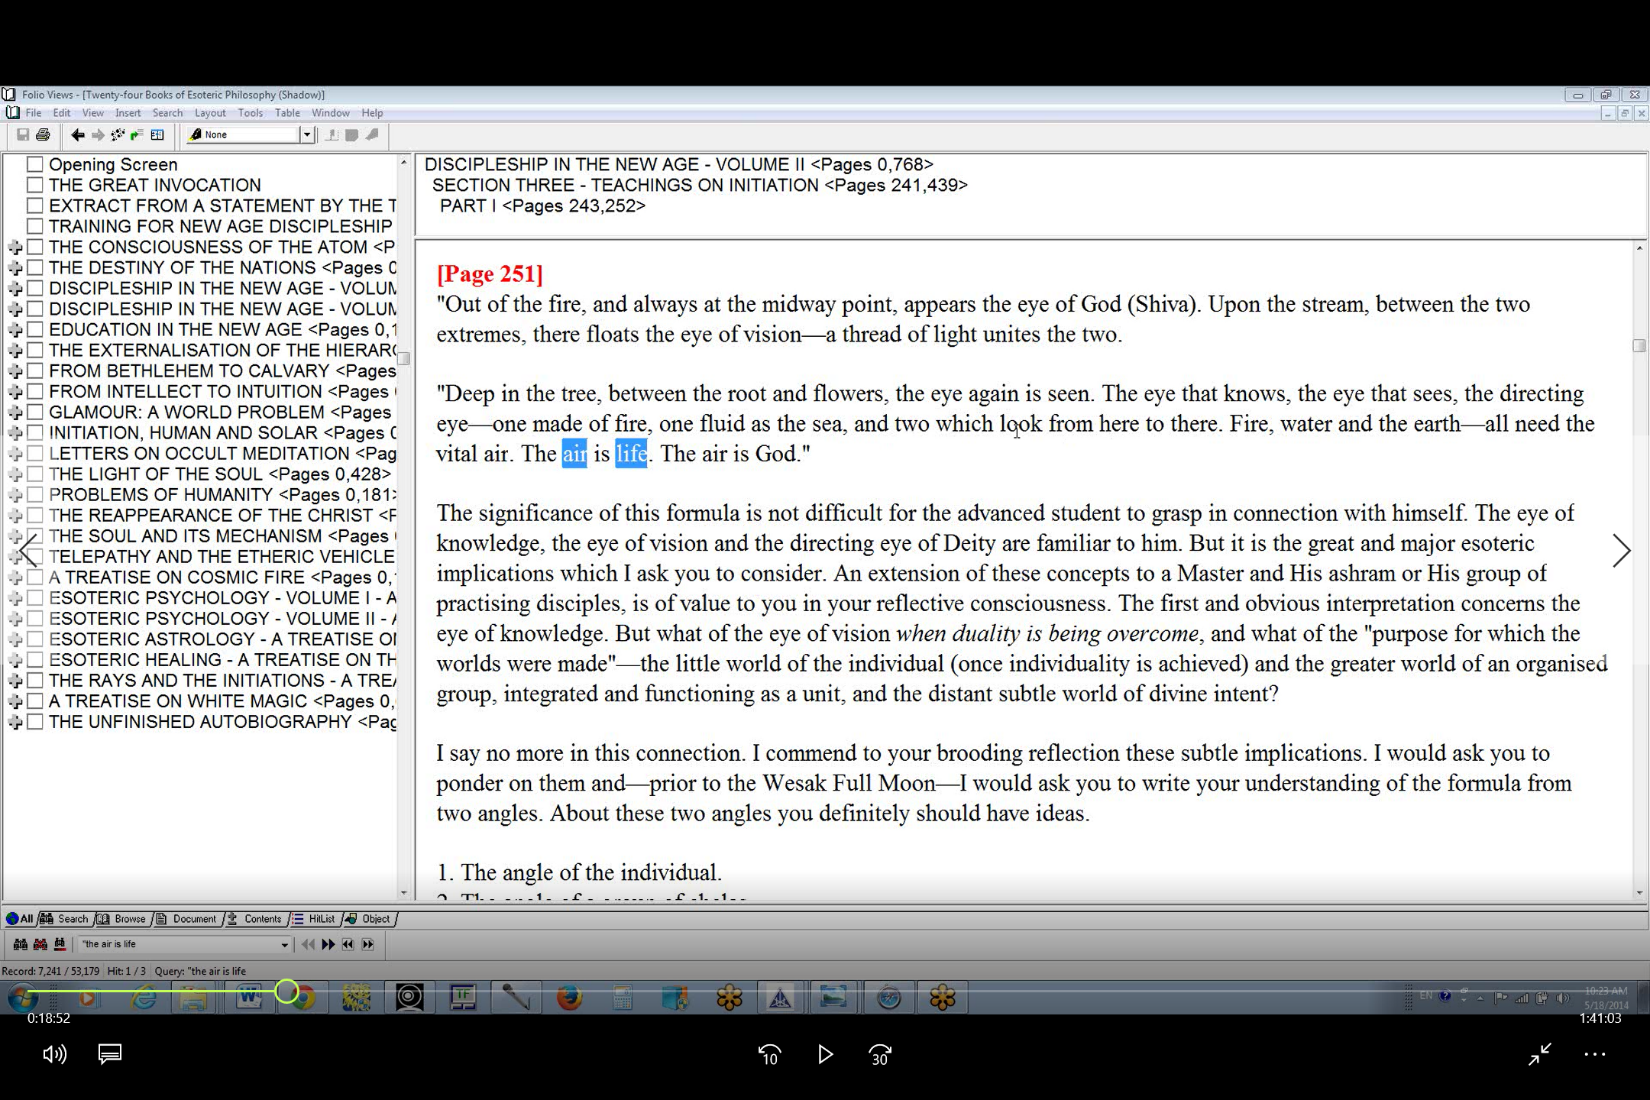 Folio Views - [Twenty-four Books of Esoteric Philosophy (Shadow)]
File Edit View Insert Search Layout Tools Table Window Help
None
Opening Screen
THE GREAT INVOCATION
EXTRACT FROM A STATEMENT BY THE T
TRAINING FOR NEW AGE DISCIPLESHIP
THE CONSCIOUSNESS OF THE ATOM <P
THE DESTINY OF THE NATIONS <Pages 0
DISCIPLESHIP IN THE NEW AGE - VOLUM
DISCIPLESHIP IN THE NEW AGE - VOLUM
EDUCATION IN THE NEW AGE <Pages 0,1
THE EXTERNALISATION OF THE HIERARC
FROM BETHLEHEM TO CALVARY <Pages
FROM INTELLECT TO INTUITION <Pages
GLAMOUR: A WORLD PROBLEM <Pages
INITIATION, HUMAN AND SOLAR <Pages 0
LETTERS ON OCCULT MEDITATION <Pag
THE LIGHT OF THE SOUL <Pages 0,428>
PROBLEMS OF HUMANITY <Pages 0,181>
THE REAPPEARANCE OF THE CHRIST <P
THE SOUL AND ITS MECHANISM <Pages
TELEPATHY AND THE ETHERIC VEHICLE
A TREATISE ON COSMIC FIRE <Pages 0,
ESOTERIC PSYCHOLOGY - VOLUME I - A
ESOTERIC PSYCHOLOGY - VOLUME II - A
ESOTERIC ASTROLOGY - A TREATISE O
ESOTERIC HEALING - A TREATISE ON TH
THE RAYS AND THE INITIATIONS - A TREA
A TREATISE ON WHITE MAGIC <Pages 0,
THE UNFINISHED AUTOBIOGRAPHY <Pag
DISCIPLESHIP IN THE NEW AGE - VOLUME II <Pages 0,768>
SECTION THREE - TEACHINGS ON INITIATION <Pages 241,439>
PART I <Pages 243,252>
[Page 251]
"Out of the fire, and always at the midway point, appears the eye of God (Shiva). Upon the stream, between the two
extremes, there floats the eye of vision—a thread of light unites the two.
"Deep in the tree, between the root and flowers, the eye again is seen. The eye that knows, the eye that sees, the directing
eye—one made of fire, one fluid as the sea, and two which look from here to there. Fire, water and the earth—all need the
vital air. The air is life. The air is God."
The significance of this formula is not difficult for the advanced student to grasp in connection with himself. The eye of
knowledge, the eye of vision and the directing eye of Deity are familiar to him. But it is the great and major esoteric
implications which I ask you to consider. An extension of these concepts to a Master and His ashram or His group of
practising disciples, is of value to you in your reflective consciousness. The first and obvious interpretation concerns the
eye of knowledge. But what of the eye of vision when duality is being overcome, and what of the "purpose for which the
worlds were made"—the little world of the individual (once individuality is achieved) and the greater world of an organised
group, integrated and functioning as a unit, and the distant subtle world of divine intent?
I say no more in this connection. I commend to your brooding reflection these subtle implications. I would ask you to
ponder on them and—prior to the Wesak Full Moon—I would ask you to write your understanding of the formula from
two angles. About these two angles you definitely should have ideas.
1. The angle of the individual.
2. The angle of a group of chelas.
All Search Browse Document Contents HitList Object
"the air is life
Record: 7,241 / 53,179 Hit: 1 / 3 Query: "the air is life
TF
EN
10:23 AM
5/18/2014
0:18:52
1:41:03
10
30